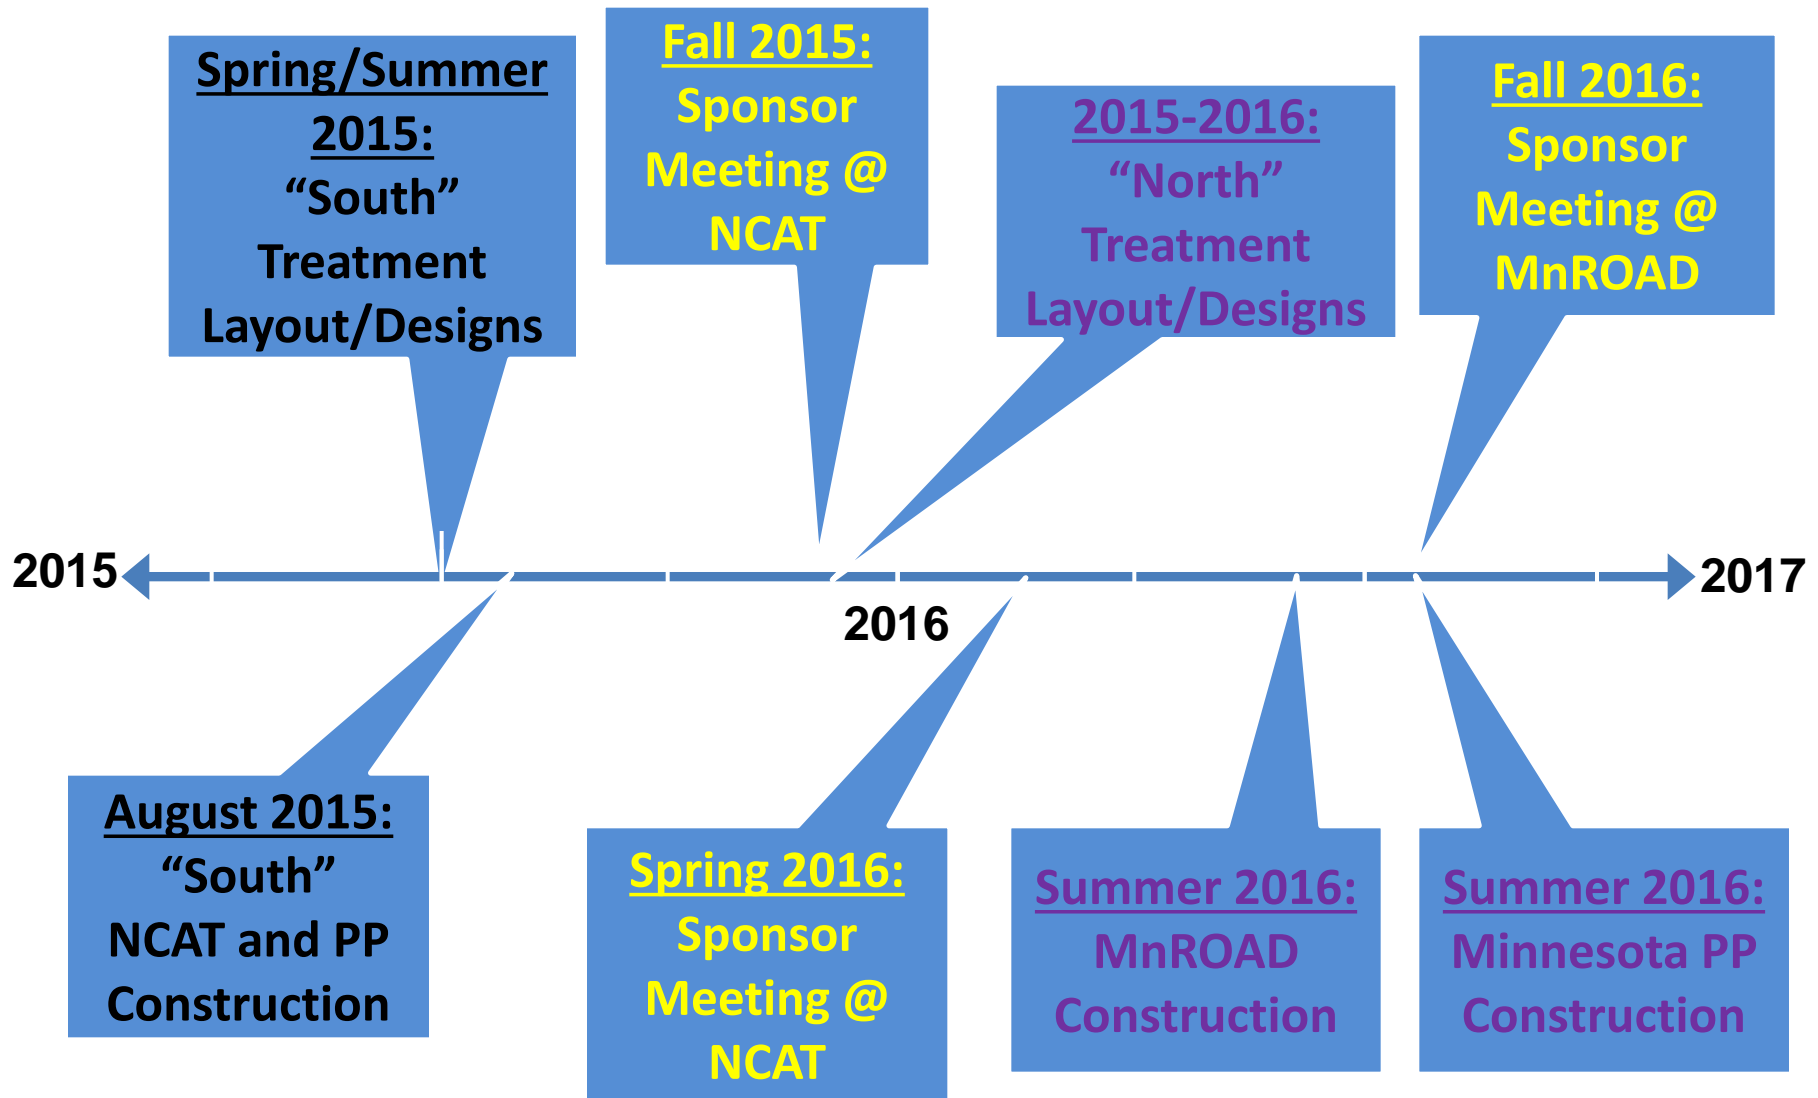 Spring/Summer
2015:
“South”
Treatment
Layout/Designs
Fall 2015:
Sponsor
Meeting @
NCAT
2015-2016:
“North”
Treatment
Layout/Designs
Fall 2016:
Sponsor
Meeting @
MnROAD
2015
2016
2017
August 2015:
“South”
NCAT and PP
Construction
Spring 2016:
Sponsor
Meeting @
NCAT
Summer 2016:
MnROAD
Construction
Summer 2016:
Minnesota PP
Construction